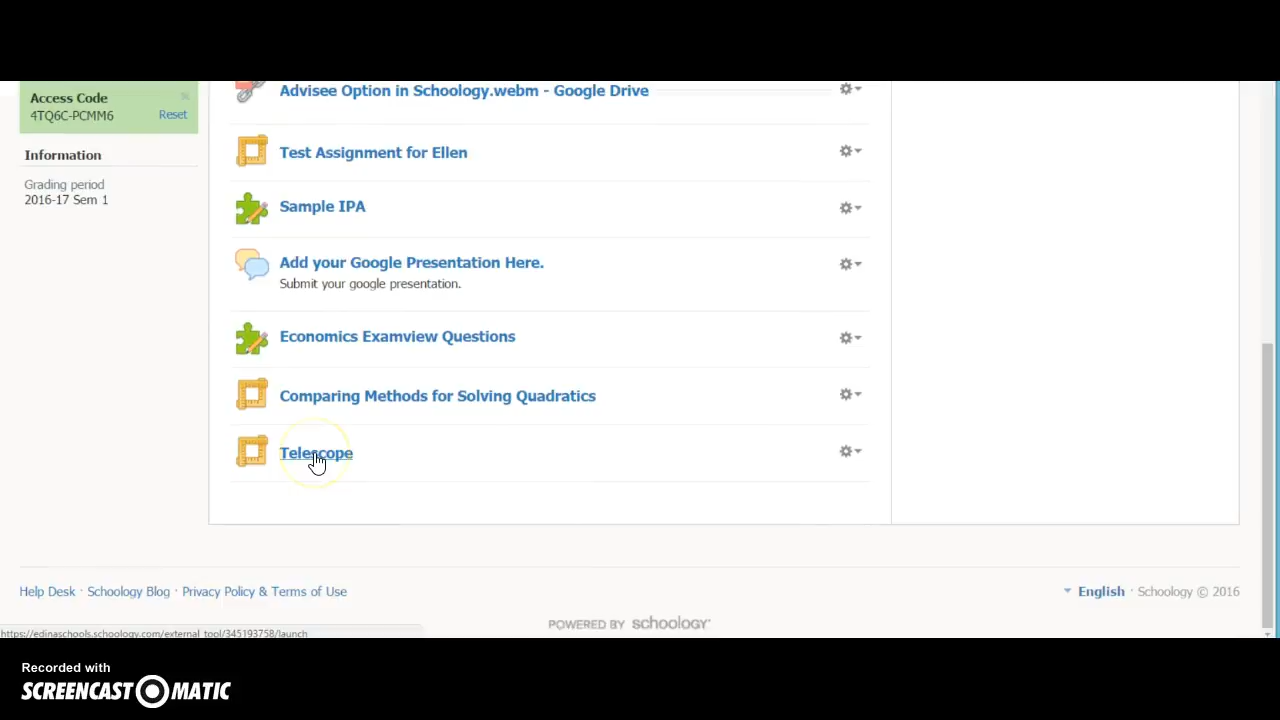 Access Code
4TQ6C-PCMM6 Reset
Information
Grading period
2016-17 Sem 1
Advisee Option in Schoology.webm - Google Drive
Test Assignment for Ellen
Sample IPA
Add your Google Presentation Here.
Submit your google presentation.
Economics Examview Questions
Comparing Methods for Solving Quadratics
Telescope
Help Desk · Schoology Blog · Privacy Policy & Terms of Use
English · Schoology © 2016
POWERED BY schoology
https://edinaschools.schoology.com/external_tool/345193758/launch
Recorded with
SCREENCAST-O-MATIC